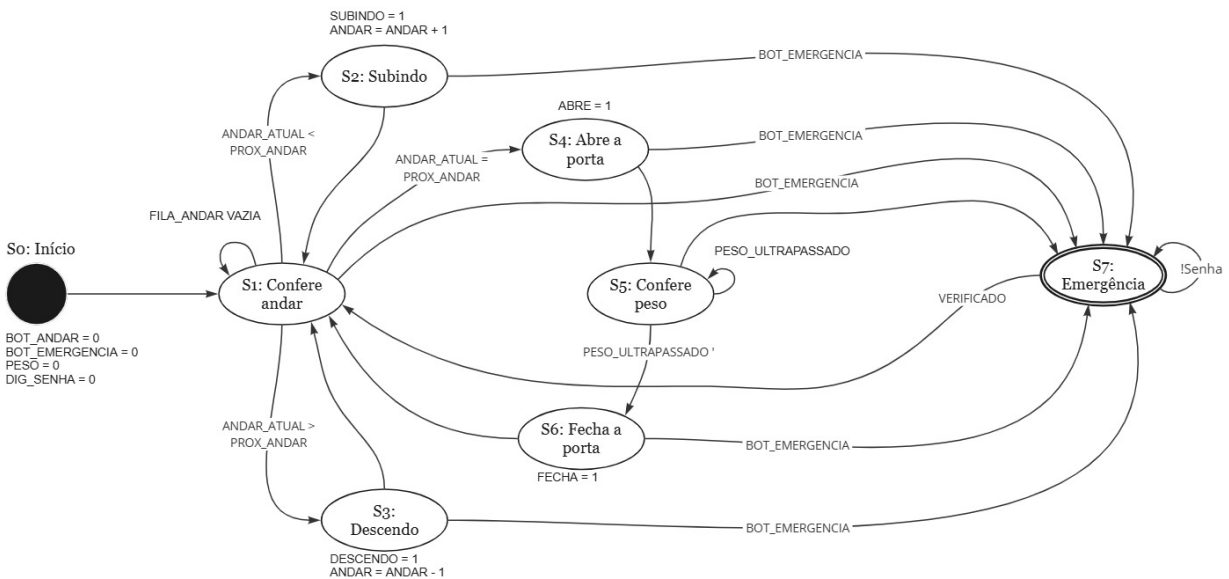 SUBINDO = 1
ANDAR = ANDAR + 1
S2: Subindo
BOT_EMERGENCIA
ABRE = 1
ANDAR_ATUAL <
PROX_ANDAR
S4: Abre a
porta
BOT_EMERGENCIA
ANDAR_ATUAL =
PROX_ANDAR
BOT_EMERGENCIA
FILA_ANDAR VAZIA
S0: Início
PESO_ULTRAPASSADO
S1: Confere
andar
S5: Confere
peso
S7:
Emergência
!Senha
VERIFICADO
BOT_ANDAR = 0
BOT_EMERGENCIA = 0
PESO = 0
DIG_SENHA = 0
PESO_ULTRAPASSADO '
ANDAR_ATUAL >
PROX_ANDAR
S6: Fecha a
porta
BOT_EMERGENCIA
FECHA = 1
S3:
Descendo
BOT_EMERGENCIA
DESCENDO = 1
ANDAR = ANDAR - 1